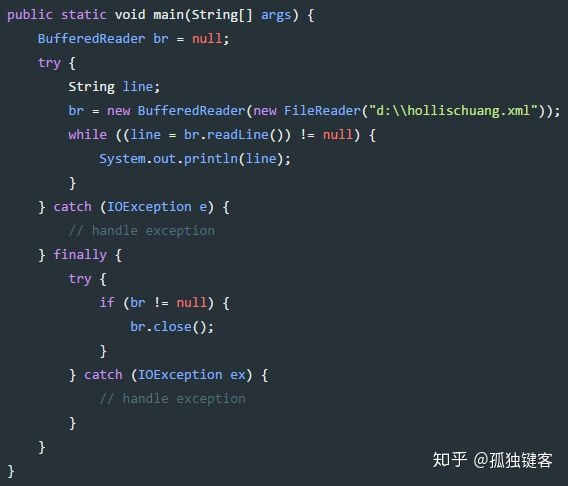 public static void main(String[] args) {
    BufferedReader br = null;
    try {
        String line;
        br = new BufferedReader(new FileReader("d:\\hollischuang.xml"));
        while ((line = br.readLine()) != null) {
            System.out.println(line);
        }
    } catch (IOException e) {
        // handle exception
    } finally {
        try {
            if (br != null) {
                br.close();
            }
        } catch (IOException ex) {
            // handle exception
        }
    }
}
知乎 @孤独键客